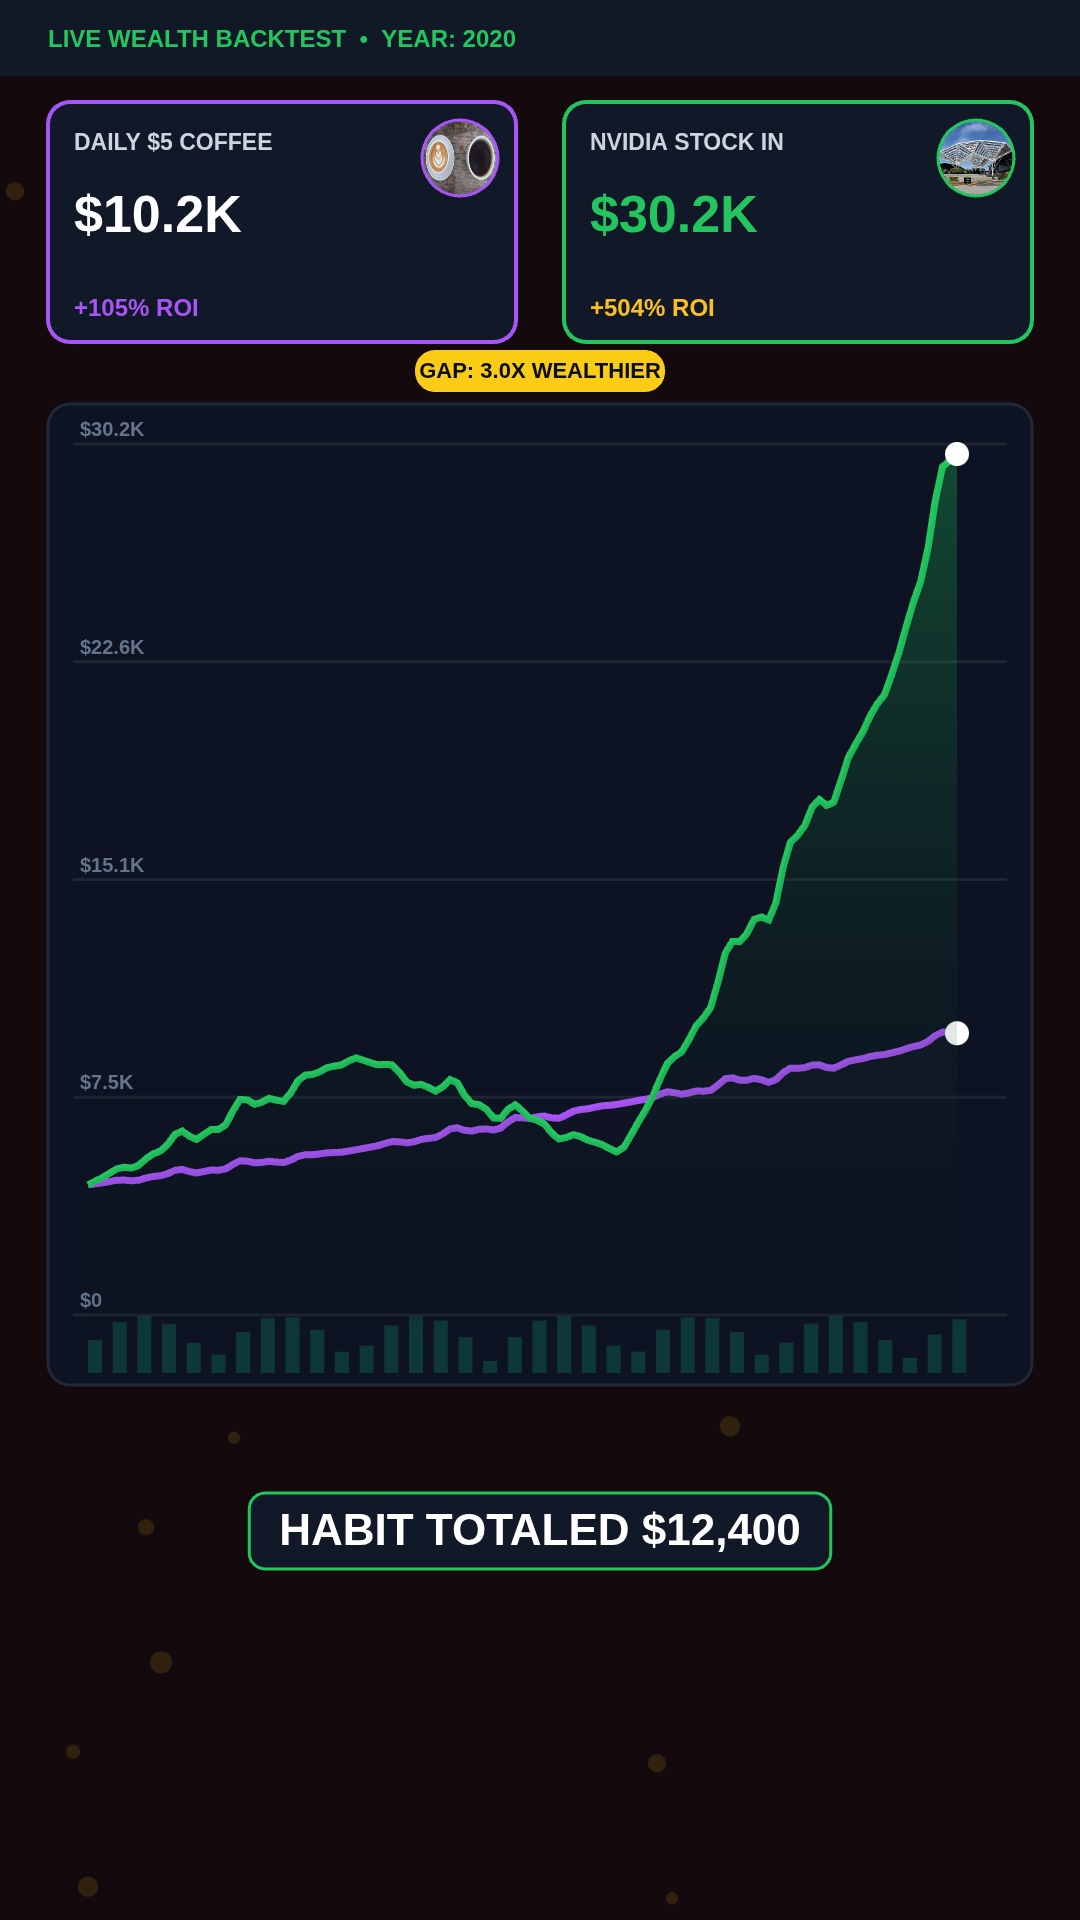 LIVE WEALTH BACKTEST • YEAR: 2020
DAILY $5 COFFEE
$10.2K
+105% ROI
NVIDIA STOCK IN
$30.2K
+504% ROI
GAP: 3.0X WEALTHIER
$30.2K
$22.6K
$15.1K
$7.5K
$0
HABIT TOTALED $12,400